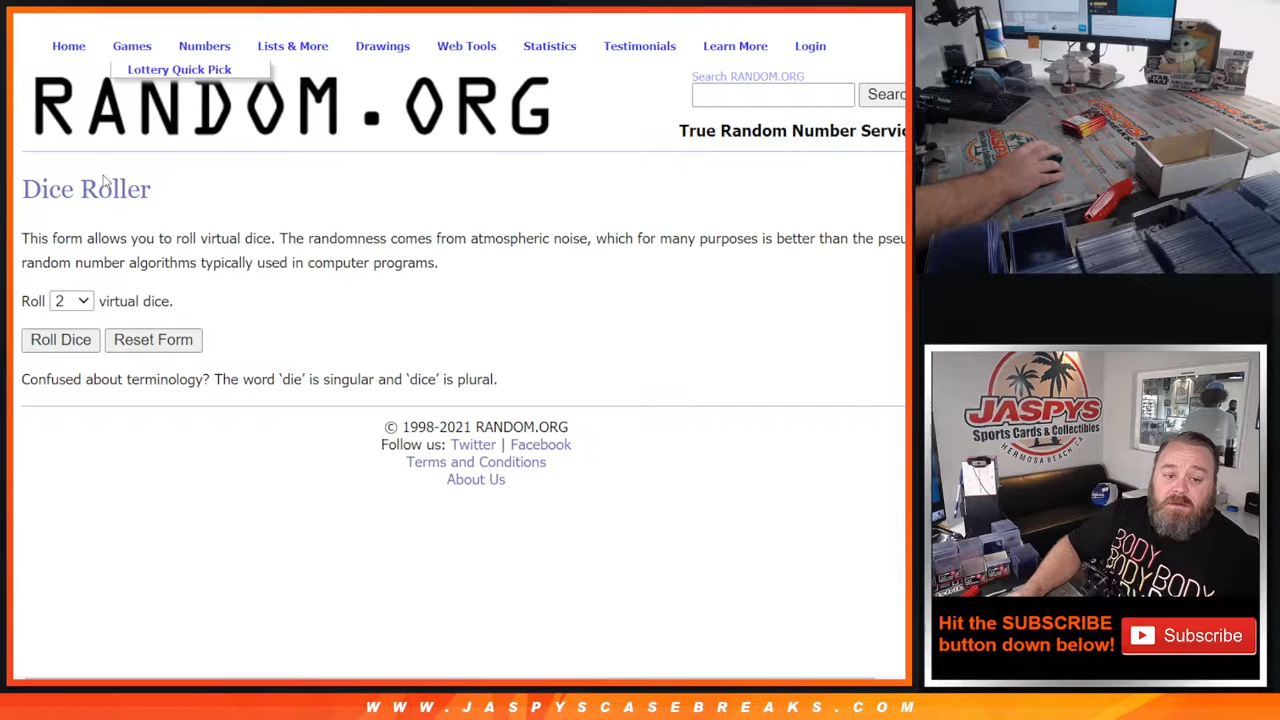 Home Games Numbers Lists & More Drawings Web Tools Statistics Testimonials Learn More Login
Lottery Quick Pick
RANDOM.ORG
Search RANDOM.ORG
Searc
True Random Number Servic
Dice Roller
This form allows you to roll virtual dice. The randomness comes from atmospheric noise, which for many purposes is better than the pseu
random number algorithms typically used in computer programs.
Roll 2 virtual dice.
Roll Dice Reset Form
Confused about terminology? The word ‘die’ is singular and ‘dice’ is plural.
© 1998-2021 RANDOM.ORG
Follow us: Twitter | Facebook
Terms and Conditions
About Us
STAR WARS
JASPYS
Sports Cards & Collectibles
HERMOSA BEACH, CA
BODY
BODY
BODY
Hit the SUBSCRIBE
button down below!
Subscribe
WWW.JASPYSCASEBREAKS.COM